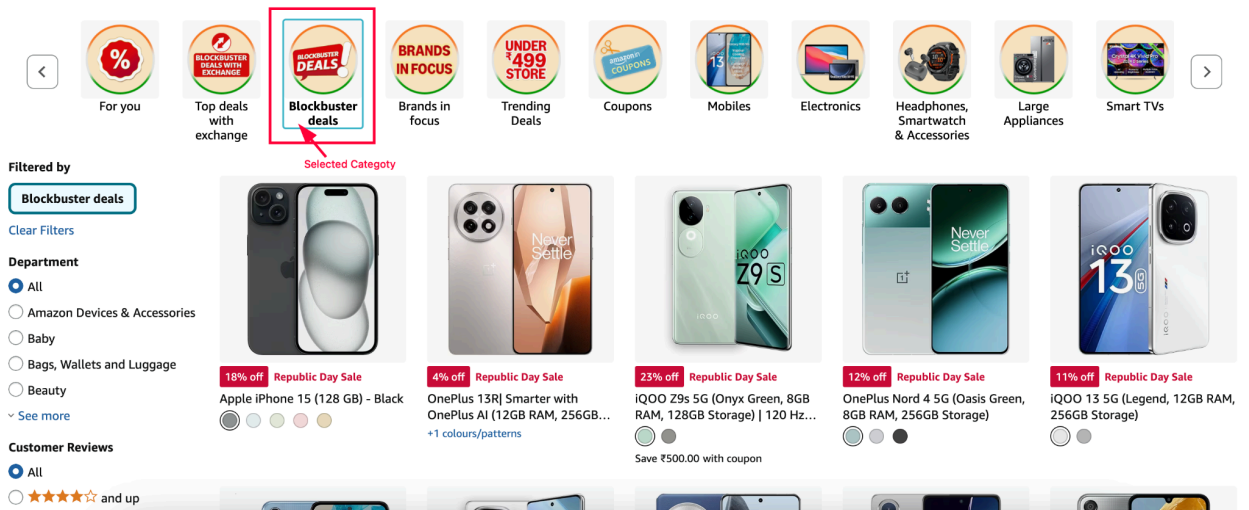 %
BLOCKBUSTER
DEALS WITH
EXCHANGE
BLOCKBUSTER
DEALS!
BRANDS
IN FOCUS
UNDER
₹499
STORE
amazon.in
COUPONS
13
For you
Top deals
with
exchange
Blockbuster
deals
Brands in
focus
Trending
Deals
Coupons
Mobiles
Electronics
Headphones,
Smartwatch
& Accessories
Large
Appliances
Smart TVs
Selected Categoty
Filtered by
Blockbuster deals
Clear Filters
Department
All
Amazon Devices & Accessories
Baby
Bags, Wallets and Luggage
Beauty
See more
Customer Reviews
All
and up
Never
Settle
iQOO
Z9S
iQOO
Never
Settle
iQOO
13 5G
18% off Republic Day Sale
Apple iPhone 15 (128 GB) - Black
4% off Republic Day Sale
OnePlus 13R| Smarter with
OnePlus AI (12GB RAM, 256GB...
+1 colours/patterns
23% off Republic Day Sale
iQOO Z9s 5G (Onyx Green, 8GB
RAM, 128GB Storage) | 120 Hz...
Save ₹500.00 with coupon
12% off Republic Day Sale
OnePlus Nord 4 5G (Oasis Green,
8GB RAM, 256GB Storage)
11% off Republic Day Sale
iQOO 13 5G (Legend, 12GB RAM,
256GB Storage)